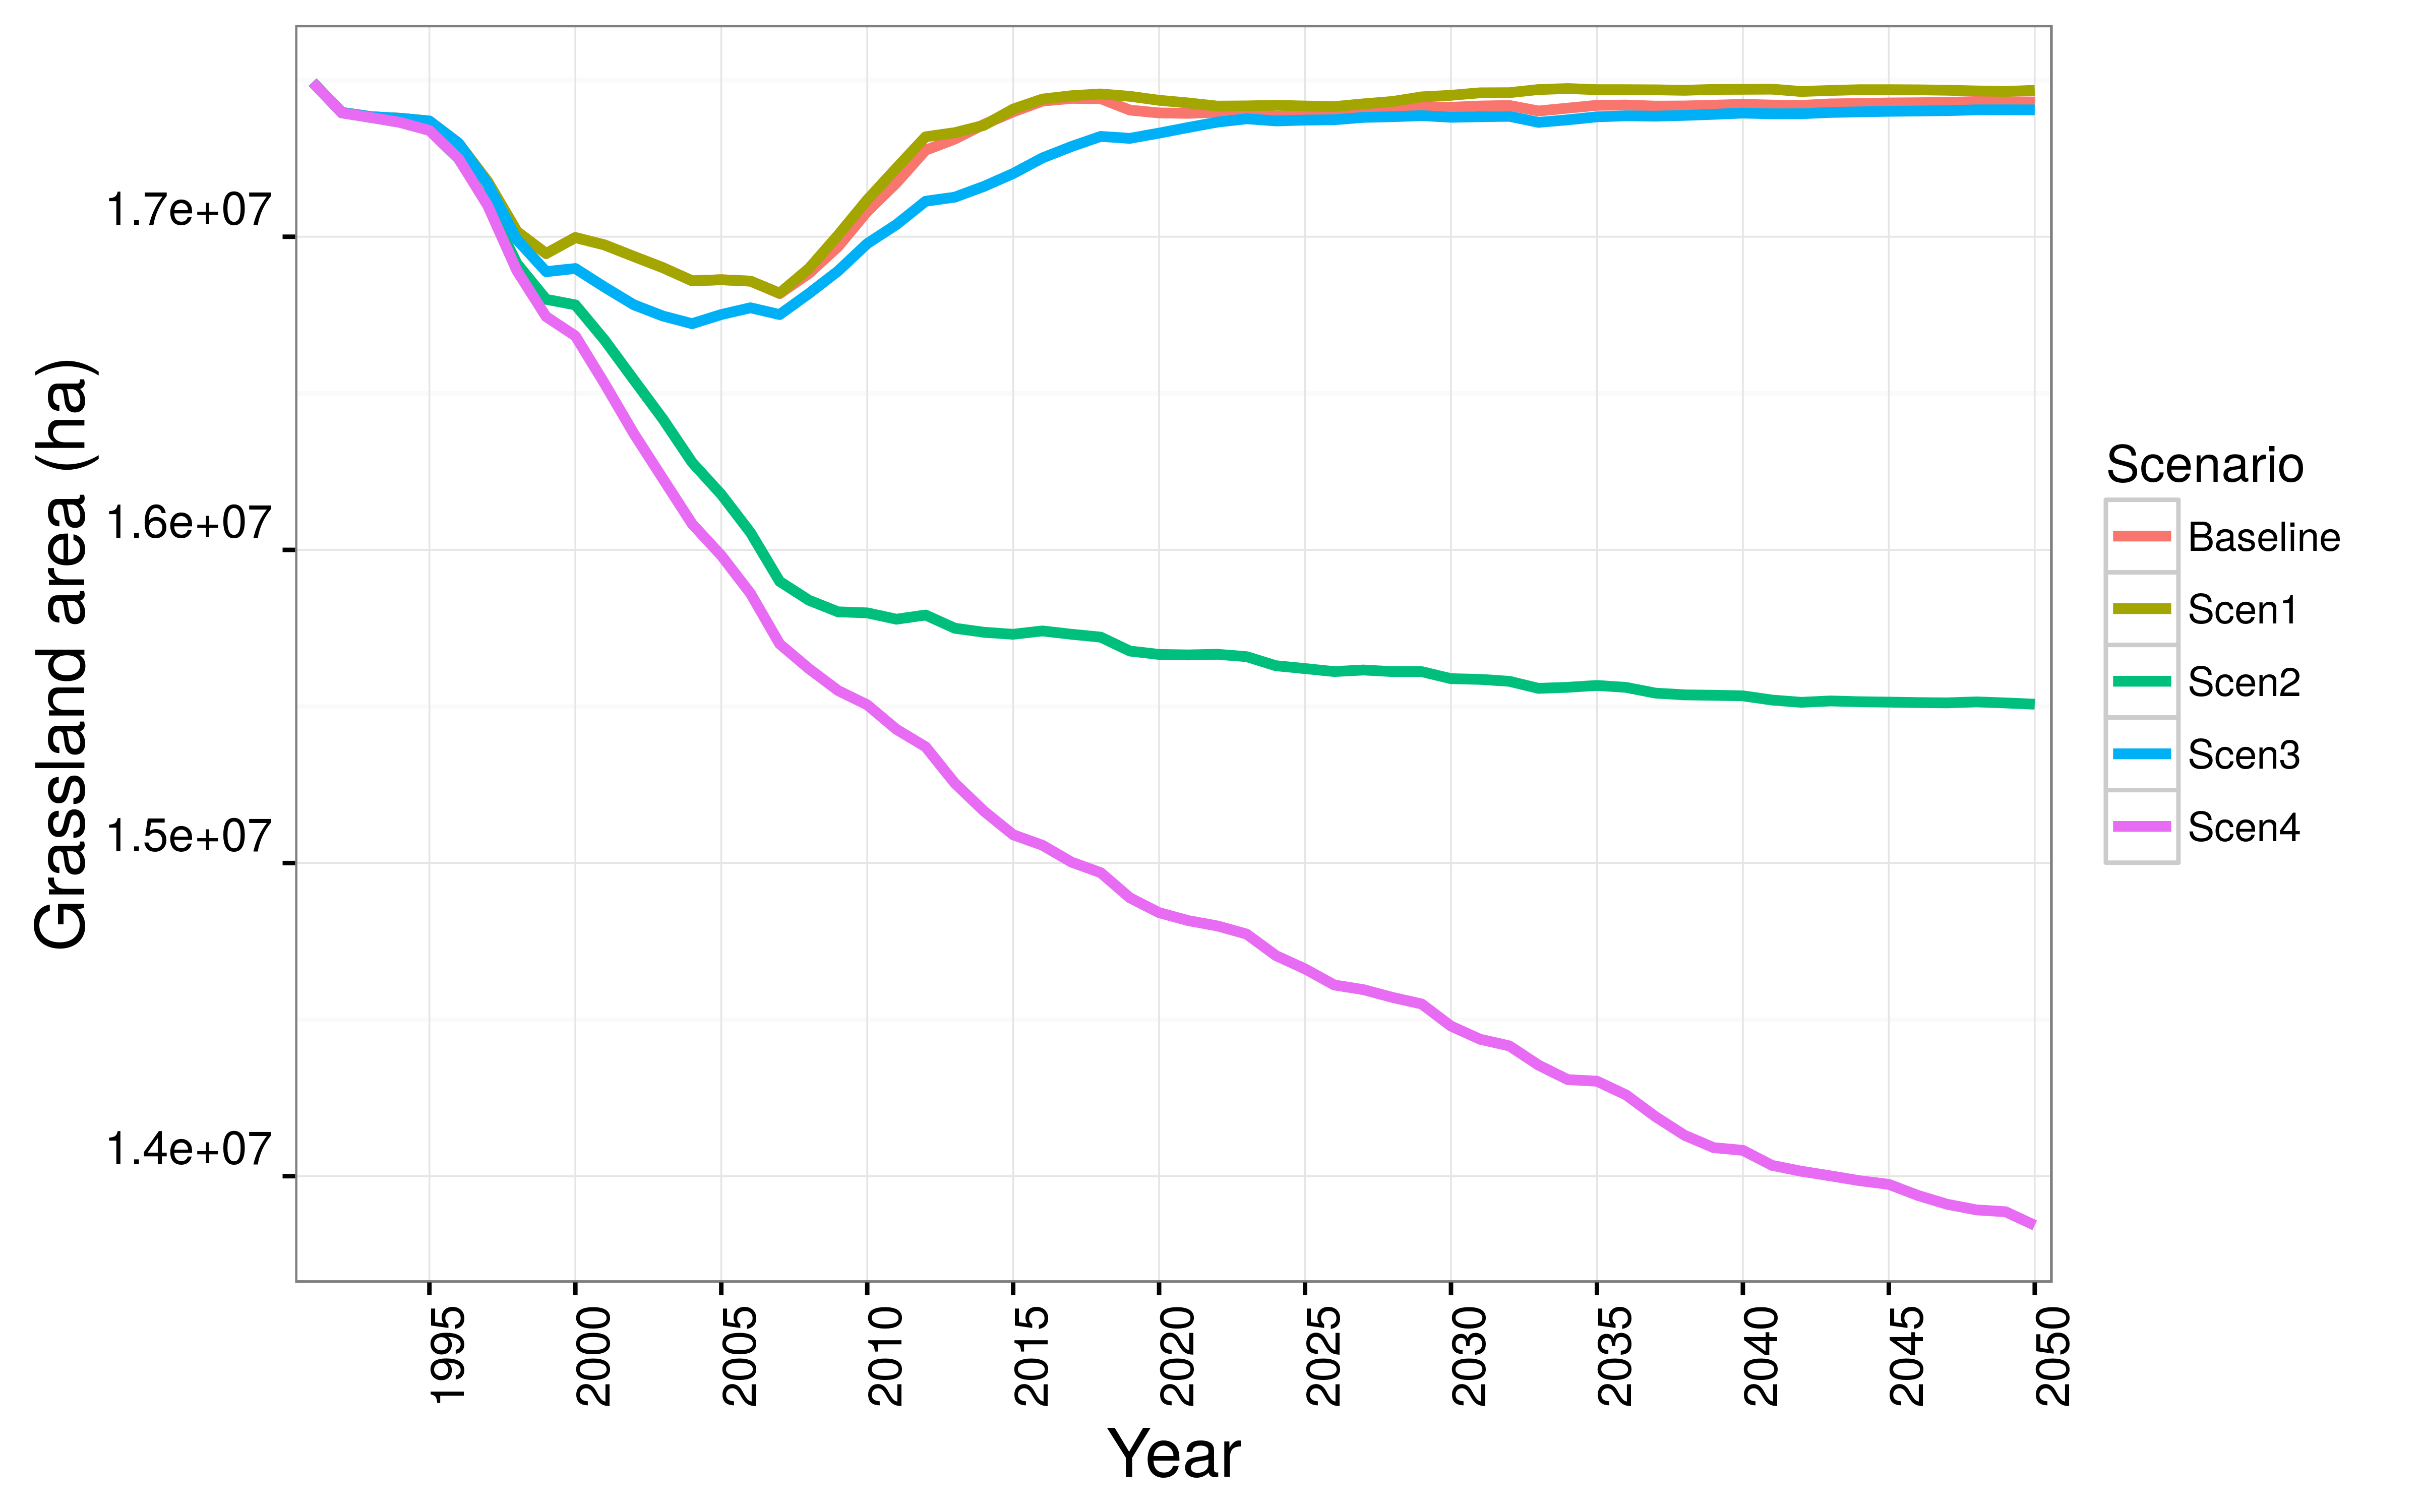 Grassland area (ha)
1.7e+07
1.6e+07
1.5e+07
1.4e+07
1995
2000
2005
2010
2015
2020
2025
2030
2035
2040
2045
2050
Year
Scenario
Baseline
Scen1
Scen2
Scen3
Scen4